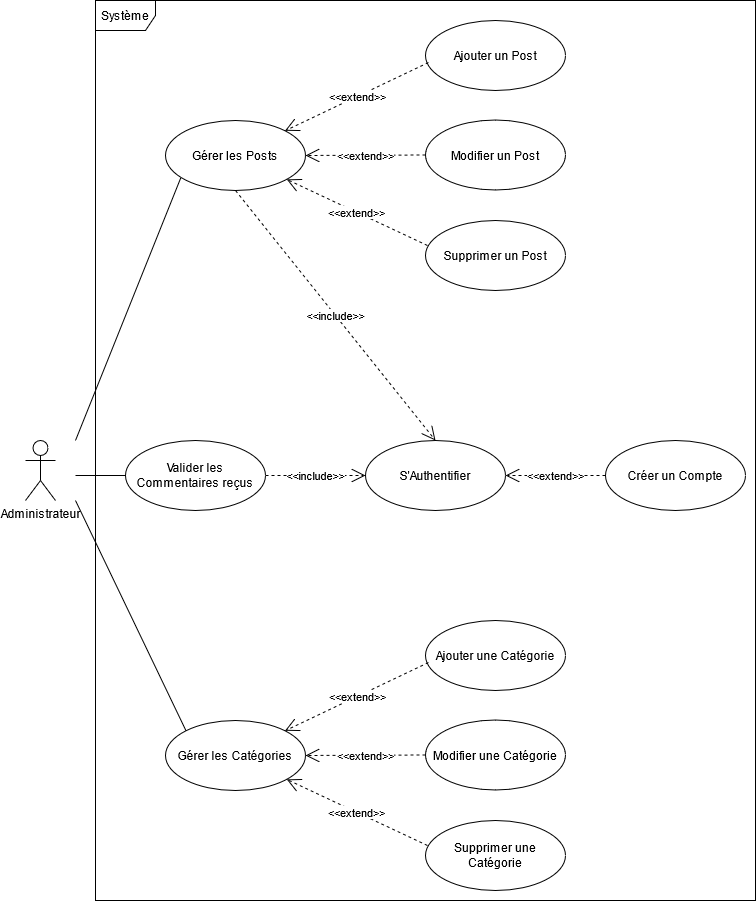 Système
Ajouter un Post
<<extend>>
Gérer les Posts
<<extend>>
Modifier un Post
<<extend>>
Supprimer un Post
<<include>>
Administrateur
Valider les
Commentaires reçus
<<include>>
S'Authentifier
<<extend>>
Créer un Compte
Ajouter une Catégorie
<<extend>>
Gérer les Catégories
<<extend>>
Modifier une Catégorie
<<extend>>
Supprimer une
Catégorie